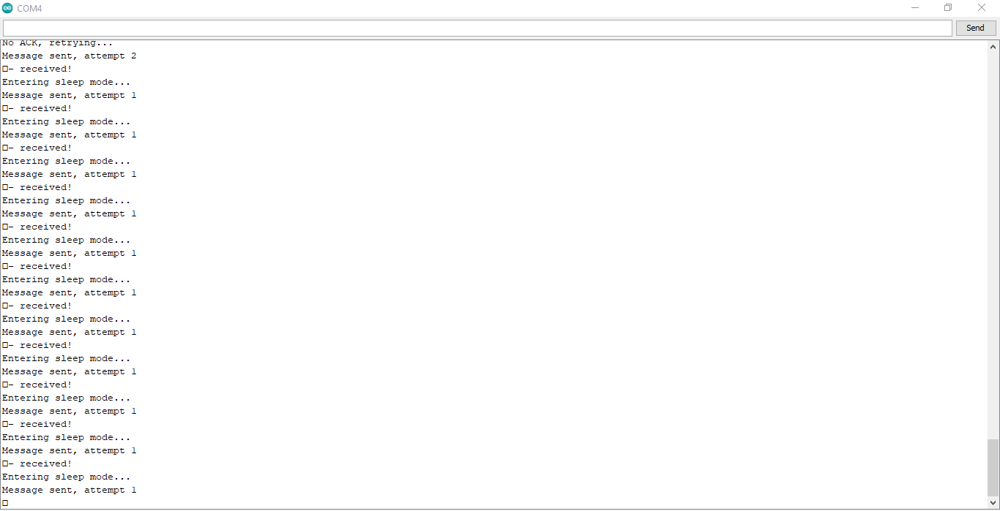 COM4
Send
No ACK, retrying...
Message sent, attempt 2
□- received!
Entering sleep mode...
Message sent, attempt 1
□- received!
Entering sleep mode...
Message sent, attempt 1
□- received!
Entering sleep mode...
Message sent, attempt 1
□- received!
Entering sleep mode...
Message sent, attempt 1
□- received!
Entering sleep mode...
Message sent, attempt 1
□- received!
Entering sleep mode...
Message sent, attempt 1
□- received!
Entering sleep mode...
Message sent, attempt 1
□- received!
Entering sleep mode...
Message sent, attempt 1
□- received!
Entering sleep mode...
Message sent, attempt 1
□- received!
Entering sleep mode...
Message sent, attempt 1
□- received!
Entering sleep mode...
Message sent, attempt 1
□